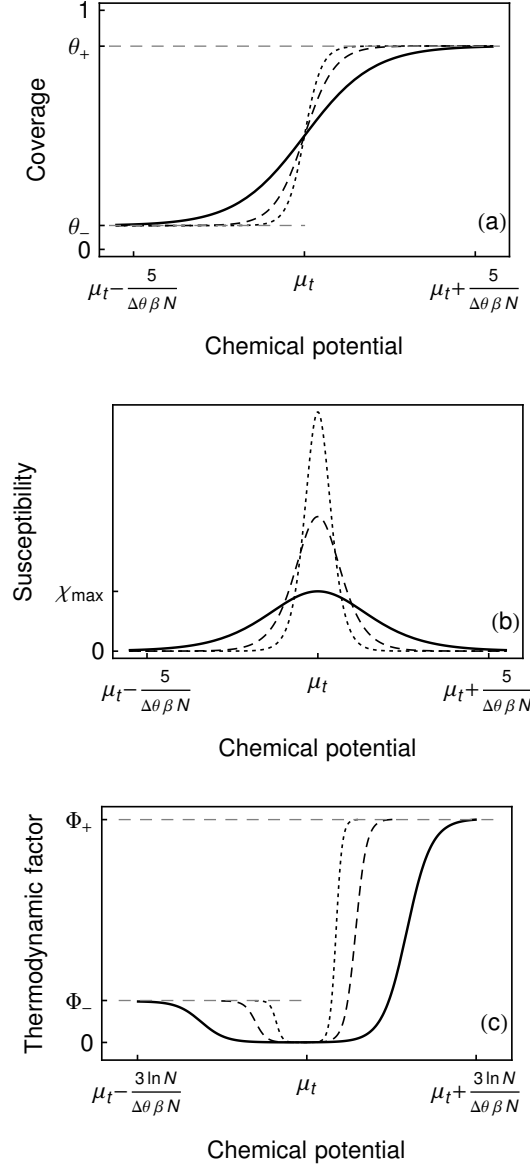 1
θ+
Coverage
θ−
0
(a)
μt − 5/(Δθ β N)
μt
μt + 5/(Δθ β N)
Chemical potential
Susceptibility
χmax
0
(b)
μt − 5/(Δθ β N)
μt
μt + 5/(Δθ β N)
Chemical potential
Φ+
Thermodynamic factor
Φ−
0
(c)
μt − 3 ln N/(Δθ β N)
μt
μt + 3 ln N/(Δθ β N)
Chemical potential